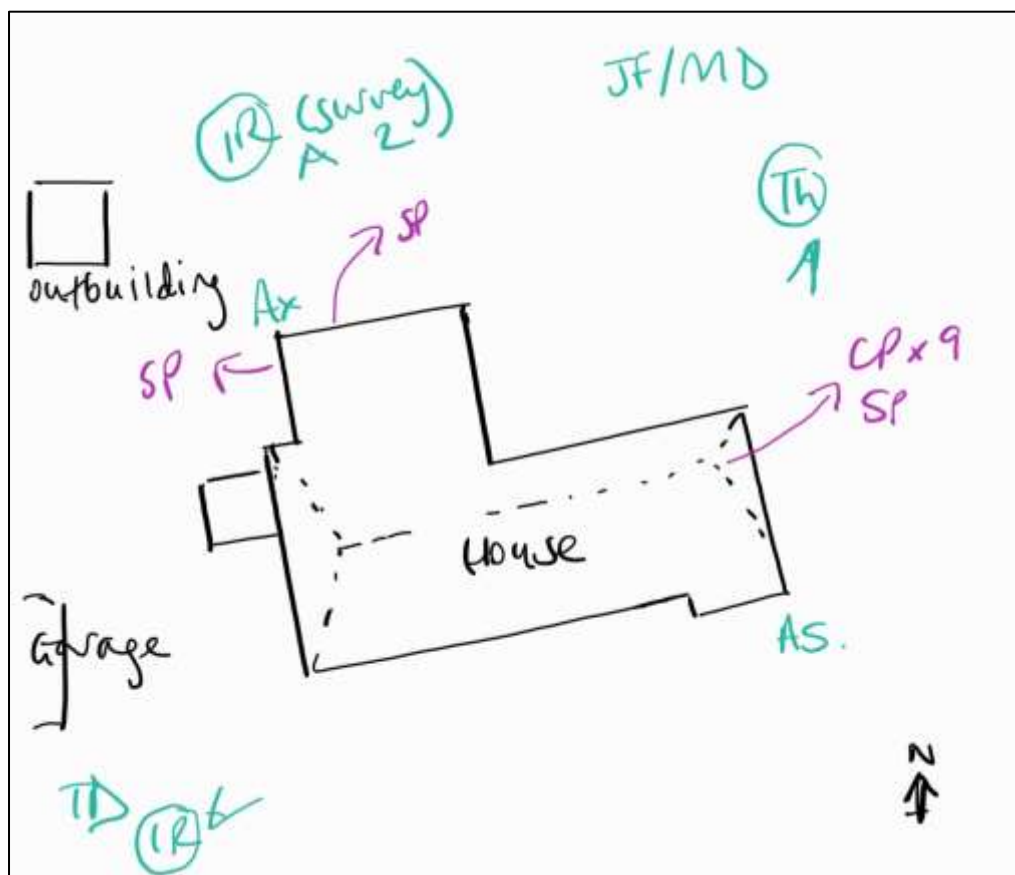 JF/MD
IR (survey)
A 2
Th
SP
outbuilding
Ax
SP
CP x 9
SP
House
Garage
AS.
N
TD
IR